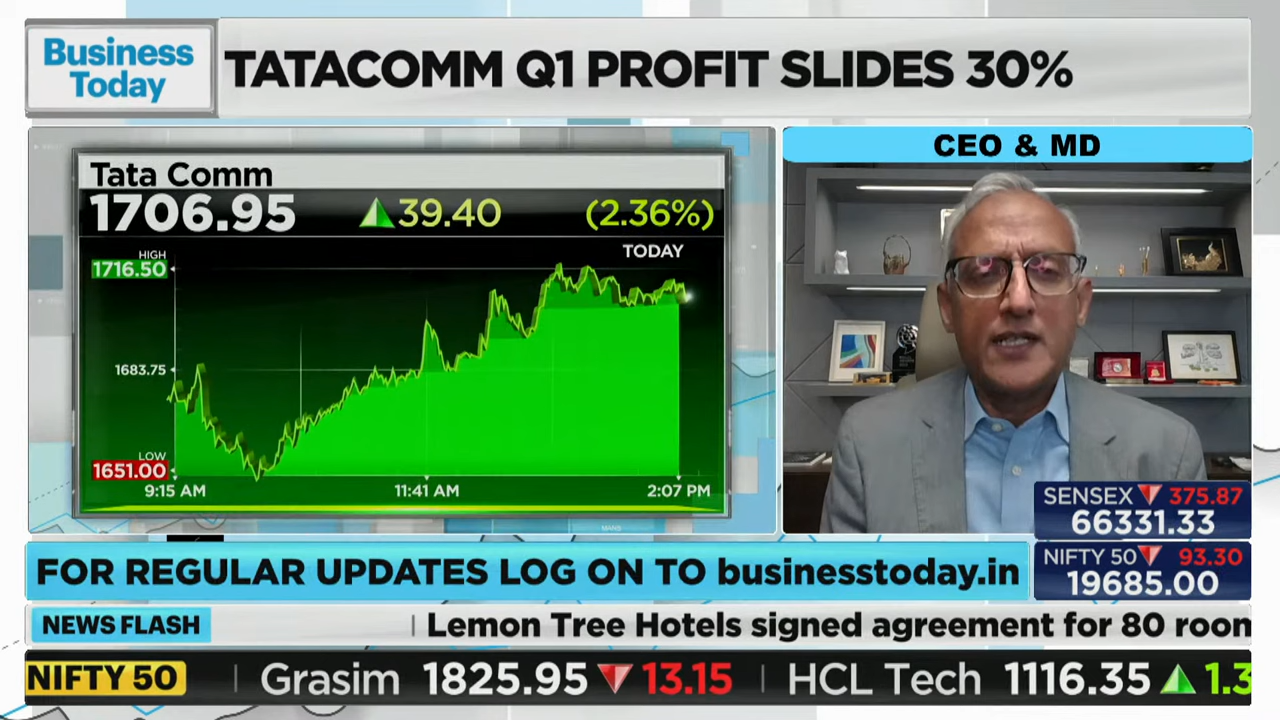 Business
Today
TATACOMM Q1 PROFIT SLIDES 30%
Tata Comm
1706.95 ▲ 39.40 (2.36%)
TODAY
HIGH
1716.50
1683.75
LOW
1651.00
9:15 AM 11:41 AM 2:07 PM
CEO & MD
SENSEX ▼ 375.87
66331.33
NIFTY 50 ▼ 93.30
19685.00
FOR REGULAR UPDATES LOG ON TO businesstoday.in
NEWS FLASH | Lemon Tree Hotels signed agreement for 80 room
NIFTY 50 | Grasim 1825.95 ▼ 13.15 | HCL Tech 1116.35 ▲ 1.3